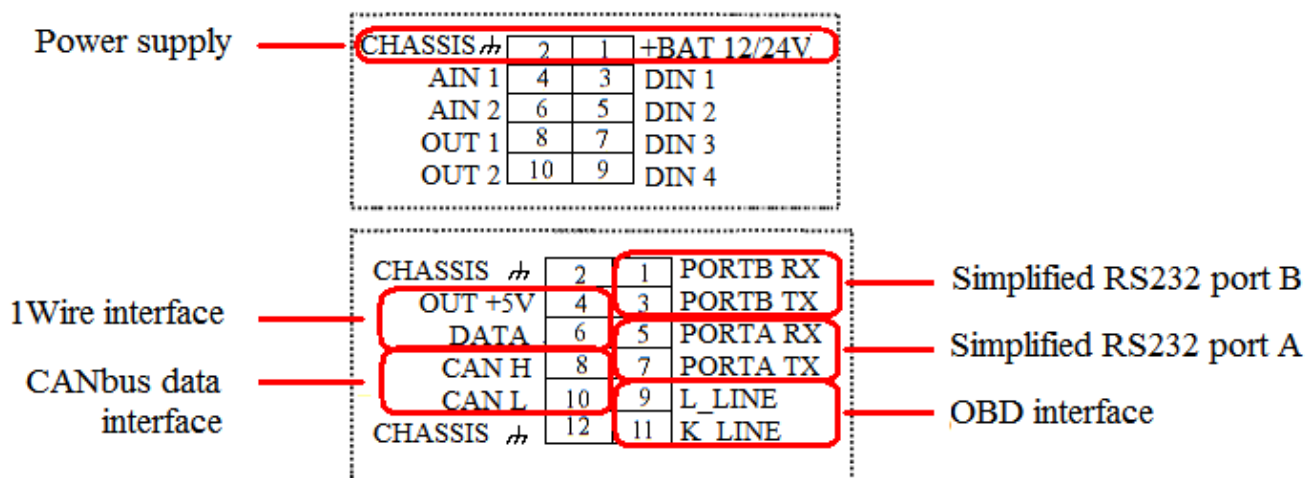 Power supply
CHASSIS 2 1 +BAT 12/24V
AIN 1 4 3 DIN 1
AIN 2 6 5 DIN 2
OUT 1 8 7 DIN 3
OUT 2 10 9 DIN 4
CHASSIS 2 1 PORTB RX
OUT +5V 4 3 PORTB TX
DATA 6 5 PORTA RX
CAN H 8 7 PORTA TX
CAN L 10 9 L_LINE
CHASSIS 12 11 K_LINE
1Wire interface
CANbus data
interface
Simplified RS232 port B
Simplified RS232 port A
OBD interface